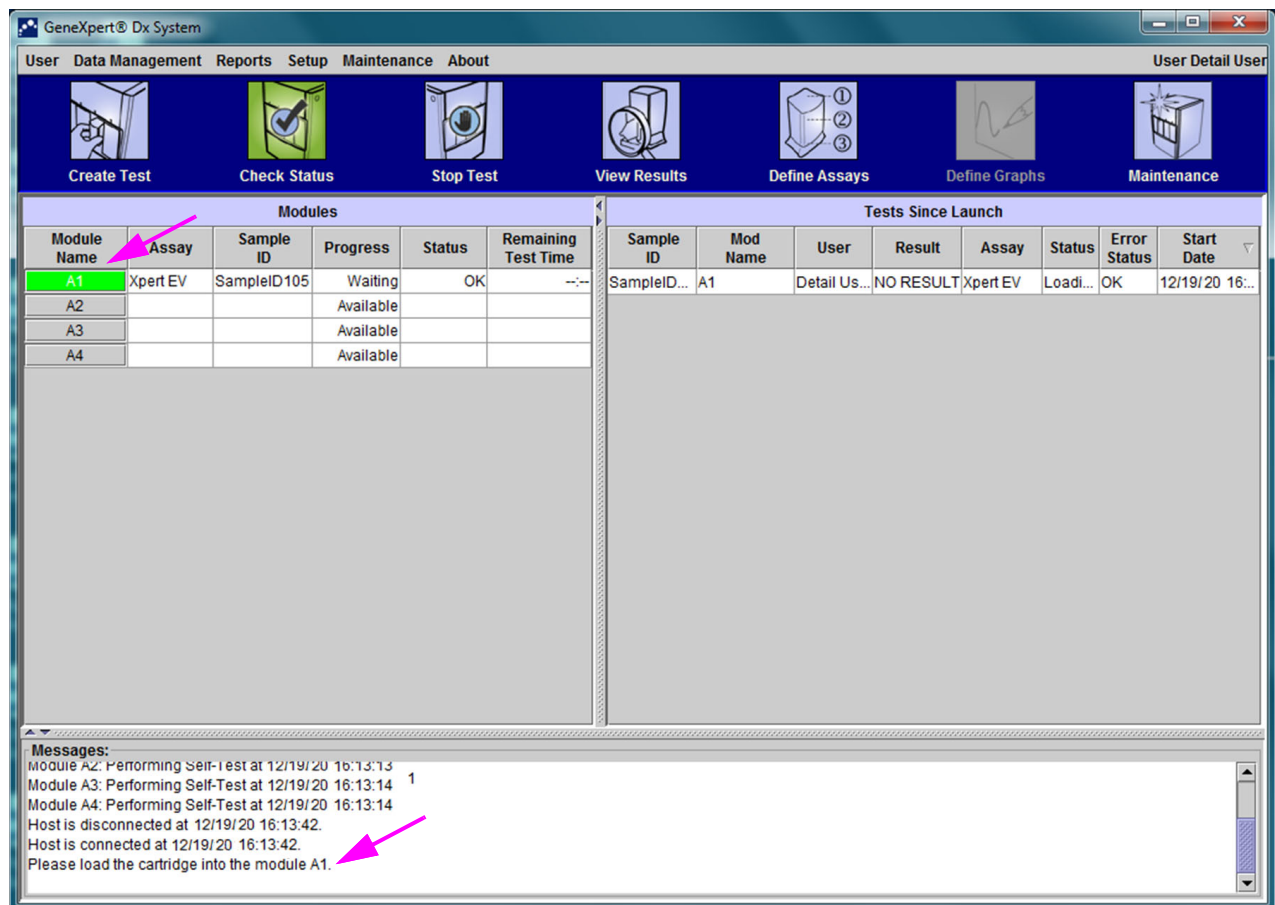 GeneXpert® Dx System
User Data Management Reports Setup Maintenance About User Detail User
Create Test Check Status Stop Test View Results Define Assays Define Graphs Maintenance
① ② ③
Modules
Module Name Assay Sample ID Progress Status Remaining Test Time
A1 Xpert EV SampleID105 Waiting OK --:--
A2 Available
A3 Available
A4 Available
Tests Since Launch
Sample ID Mod Name User Result Assay Status Error Status Start Date
SampleID... A1 Detail Us... NO RESULT Xpert EV Loadi... OK 12/19/20 16:..
Messages:
Module A2: Performing Self-Test at 12/19/20 16:13:13
Module A3: Performing Self-Test at 12/19/20 16:13:14 1
Module A4: Performing Self-Test at 12/19/20 16:13:14
Host is disconnected at 12/19/20 16:13:42.
Host is connected at 12/19/20 16:13:42.
Please load the cartridge into the module A1.